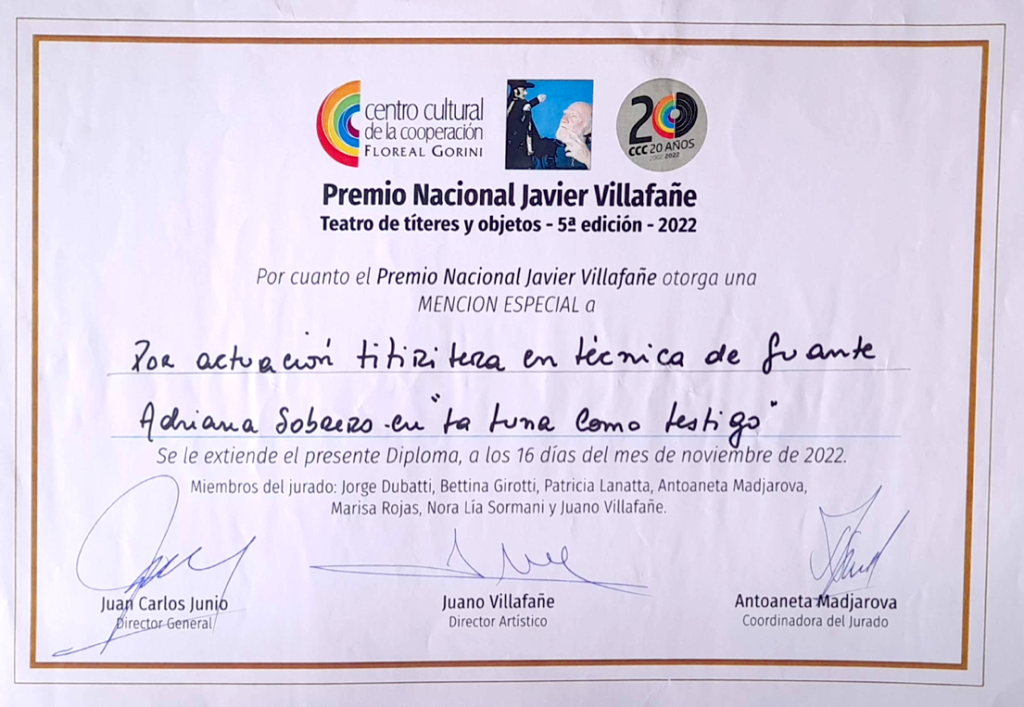 centro cultural
de la cooperación
FLOREAL GORINI
20
CCC 20 AÑOS
2002 2022
Premio Nacional Javier Villafañe
Teatro de títeres y objetos - 5ª edición - 2022
Por cuanto el Premio Nacional Javier Villafañe otorga una
MENCION ESPECIAL a
Por actuación titiritera en técnica de guante
Adriana Sobrero en "La Luna como testigo"
Se le extiende el presente Diploma, a los 16 días del mes de noviembre de 2022.
Miembros del jurado: Jorge Dubatti, Bettina Girotti, Patricia Lanatta, Antoaneta Madjarova,
Marisa Rojas, Nora Lía Sormani y Juano Villafañe.
Juan Carlos Junio
Director General
Juano Villafañe
Director Artístico
Antoaneta Madjarova
Coordinadora del Jurado